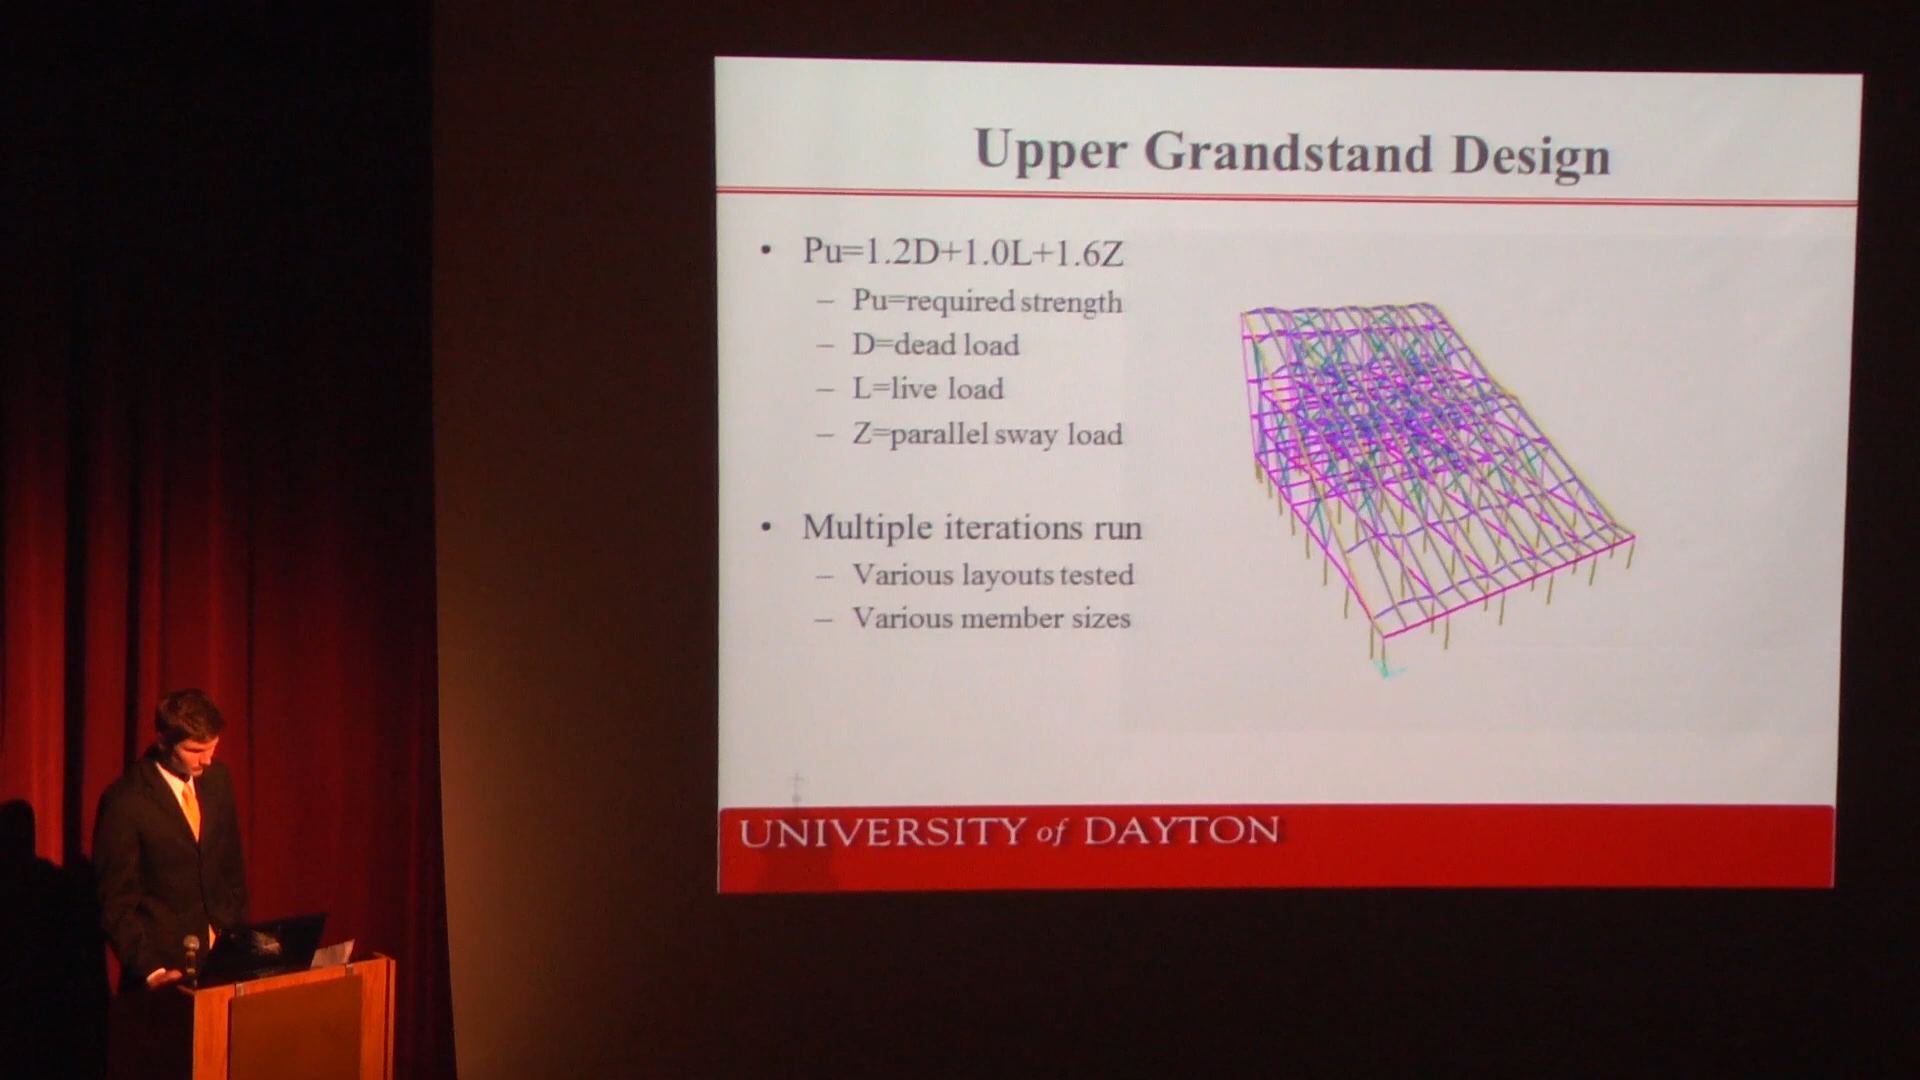 Upper Grandstand Design
• Pu=1.2D+1.0L+1.6Z
– Pu=required strength
– D=dead load
– L=live load
– Z=parallel sway load
• Multiple iterations run
– Various layouts tested
– Various member sizes
UNIVERSITY of DAYTON